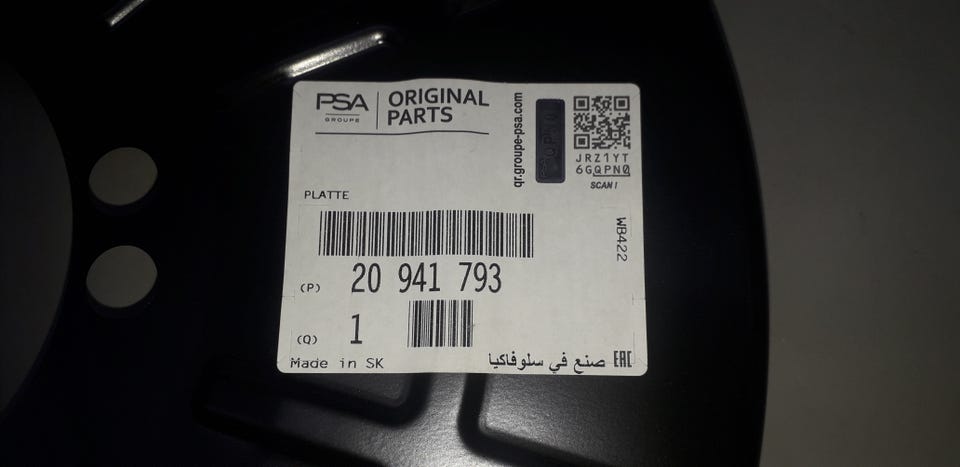 PSA
GROUPE
ORIGINAL
PARTS
qr.groupe-psa.com
JRZ1YT
6GQPN0
SCAN!
PLATTE
WB422
(P) 20 941 793
(Q) 1
Made in SK
صنع في سلوفاكيا
EAC